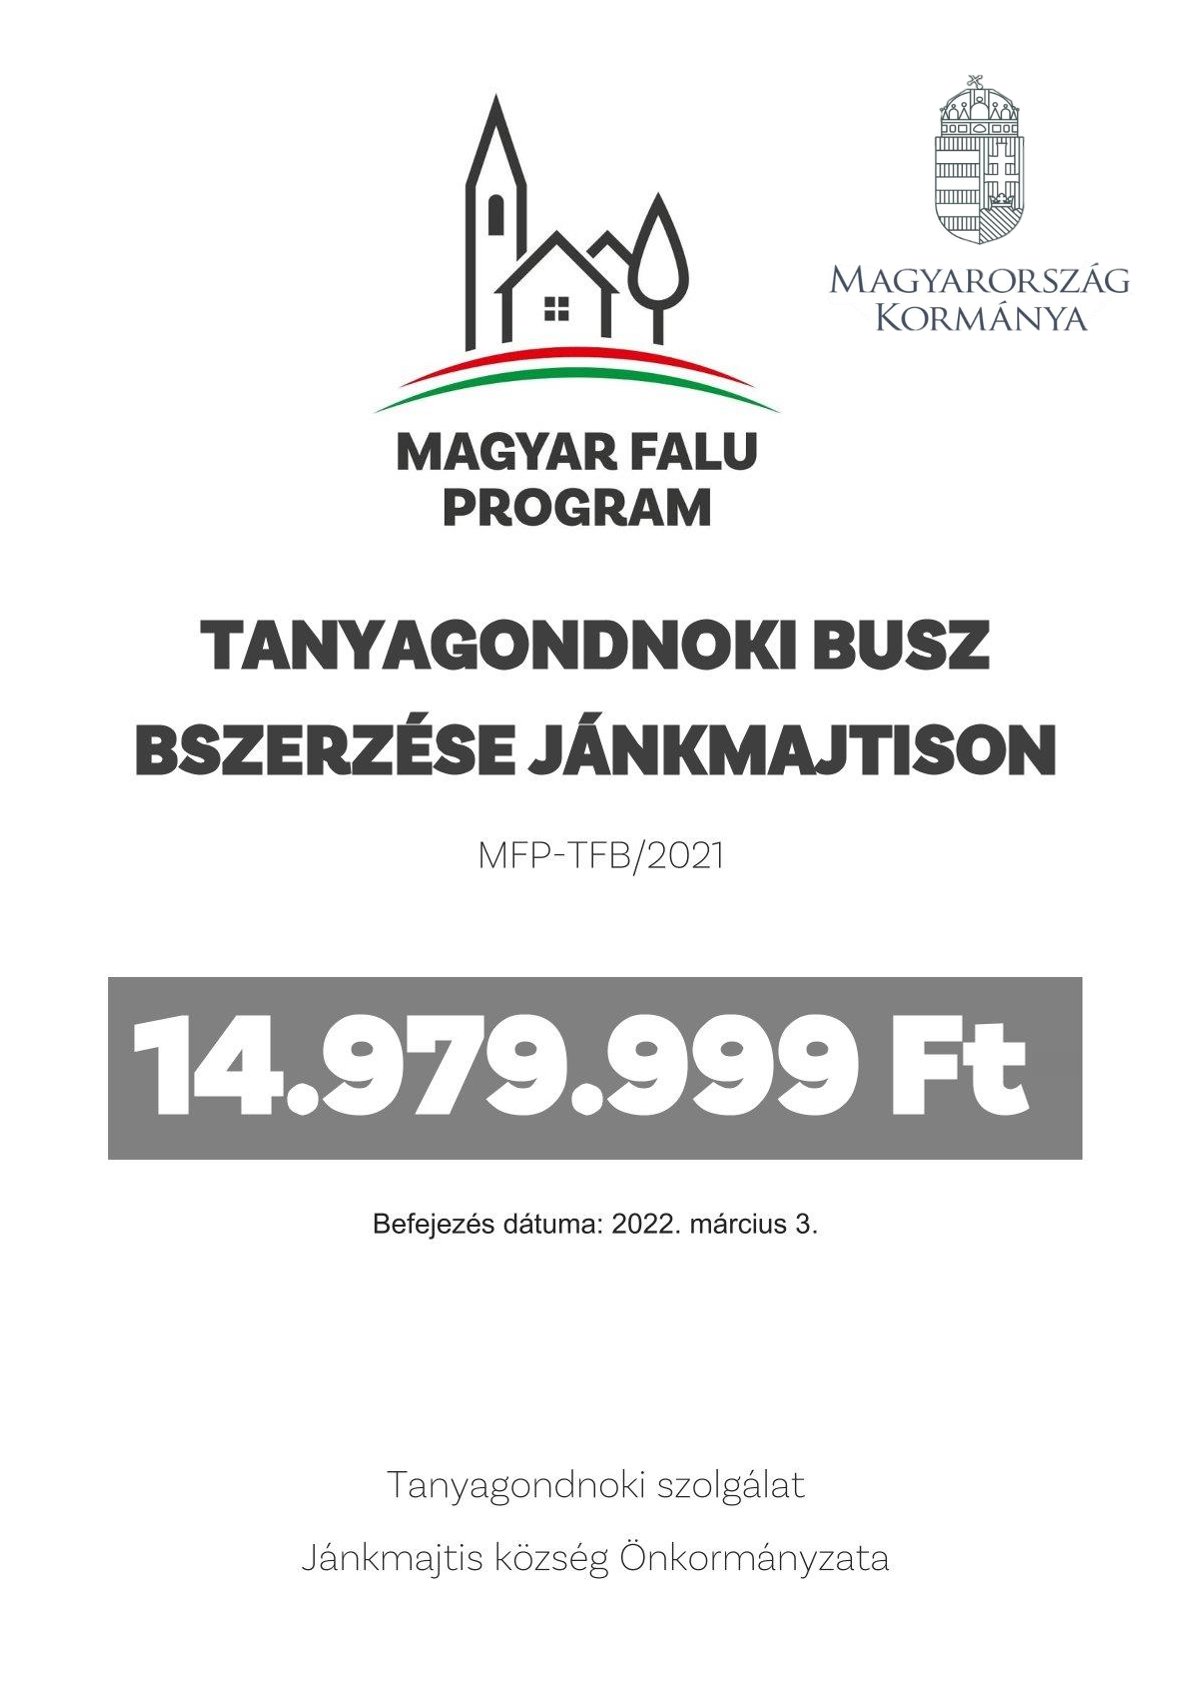 MAGYARORSZÁG
KORMÁNYA
MAGYAR FALU
PROGRAM
TANYAGONDNOKI BUSZ
BSZERZÉSE JÁNKMAJTISON
MFP-TFB/2021
14.979.999 Ft
Befejezés dátuma: 2022. március 3.
Tanyagondnoki szolgálat
Jánkmajtis község Önkormányzata